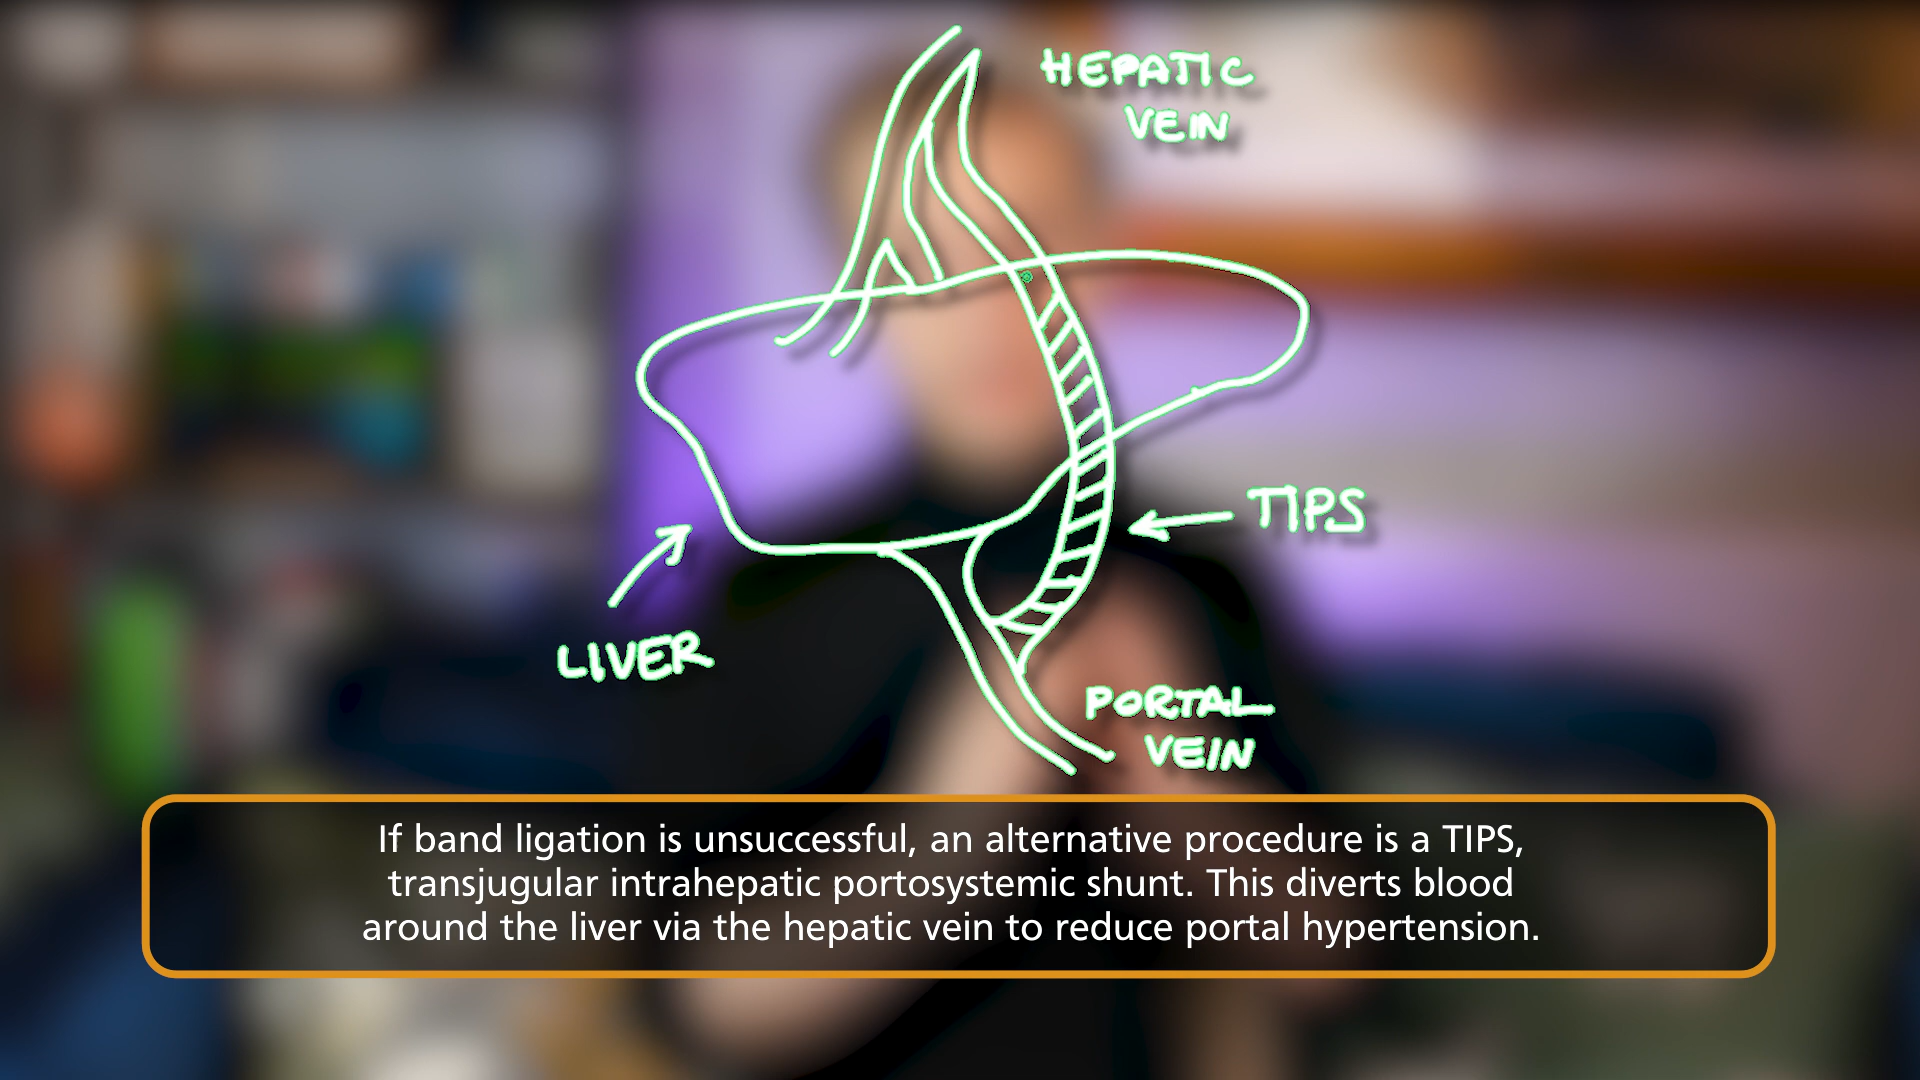 HEPATIC
VEIN
TIPS
LIVER
PORTAL
VEIN
If band ligation is unsuccessful, an alternative procedure is a TIPS,
transjugular intrahepatic portosystemic shunt. This diverts blood
around the liver via the hepatic vein to reduce portal hypertension.